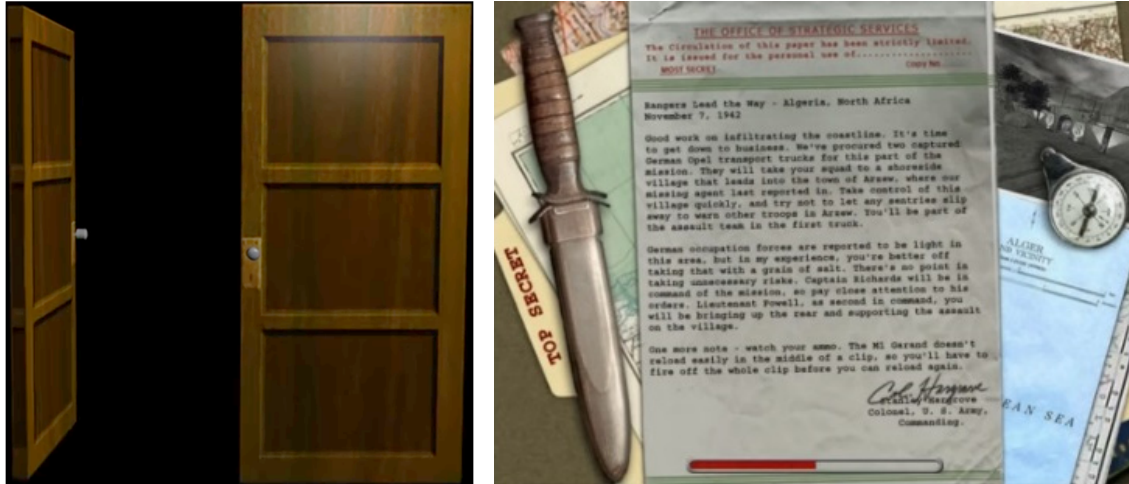 THE OFFICE OF STRATEGIC SERVICES
The Circulation of this paper has been strictly limited.
It is issued for the personal use of..................
MOST SECRET
Copy No......
Rangers Lead the Way - Algeria, North Africa
November 7, 1942
Good work on infiltrating the coastline. It's time
to get down to business. We've procured two captured
German Opel transport trucks for this part of the
mission. They will take your squad to a shoreside
village that leads into the town of Arzew, where our
missing agent last reported in. Take control of this
village quickly, and try not to let any sentries slip
away to warn other troops in Arzew. You'll be part of
the assault team in the first truck.
German occupation forces are reported to be light in
this area, but in my experience, you're better off
taking that with a grain of salt. There's no point in
taking unnecessary risks. Captain Richards will be in
command of the mission, so pay close attention to his
orders. Lieutenant Powell, as second in command, you
will be bringing up the rear and supporting the assault
on the village.
One more note - watch your ammo. The M1 Garand doesn't
reload easily in the middle of a clip, so you'll have to
fire off the whole clip before you can reload again.
Col. Hargrove
Stanley Hargrove
Colonel, U. S. Army,
Commanding.
TOP SECRET
ALGER
VICINITY
EAN SEA